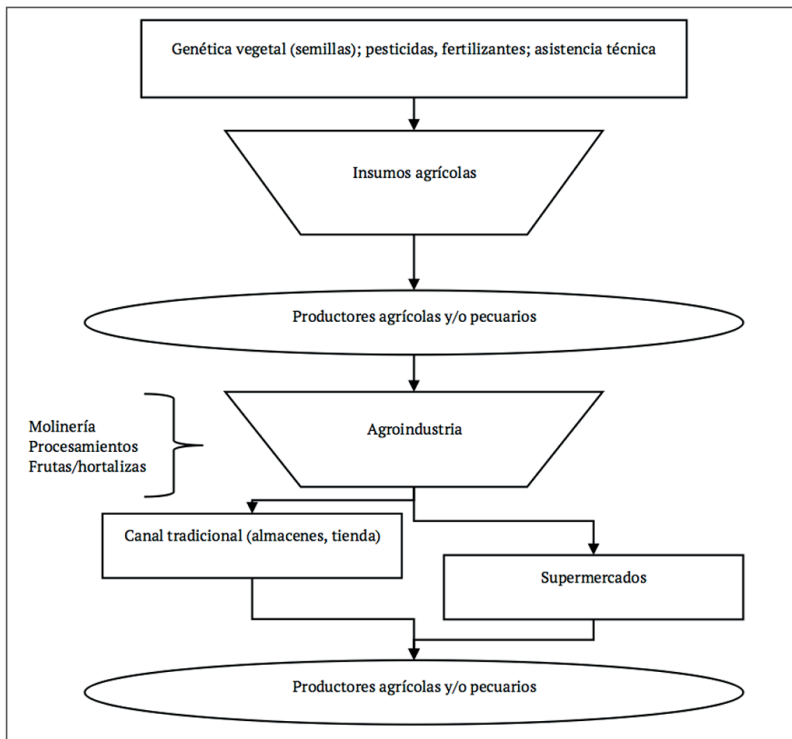 Genética vegetal (semillas); pesticidas, fertilizantes; asistencia técnica
Insumos agrícolas
Productores agrícolas y/o pecuarios
Agroindustria
Molinería
Procesamientos
Frutas/hortalizas
Canal tradicional (almacenes, tienda)
Supermercados
Productores agrícolas y/o pecuarios